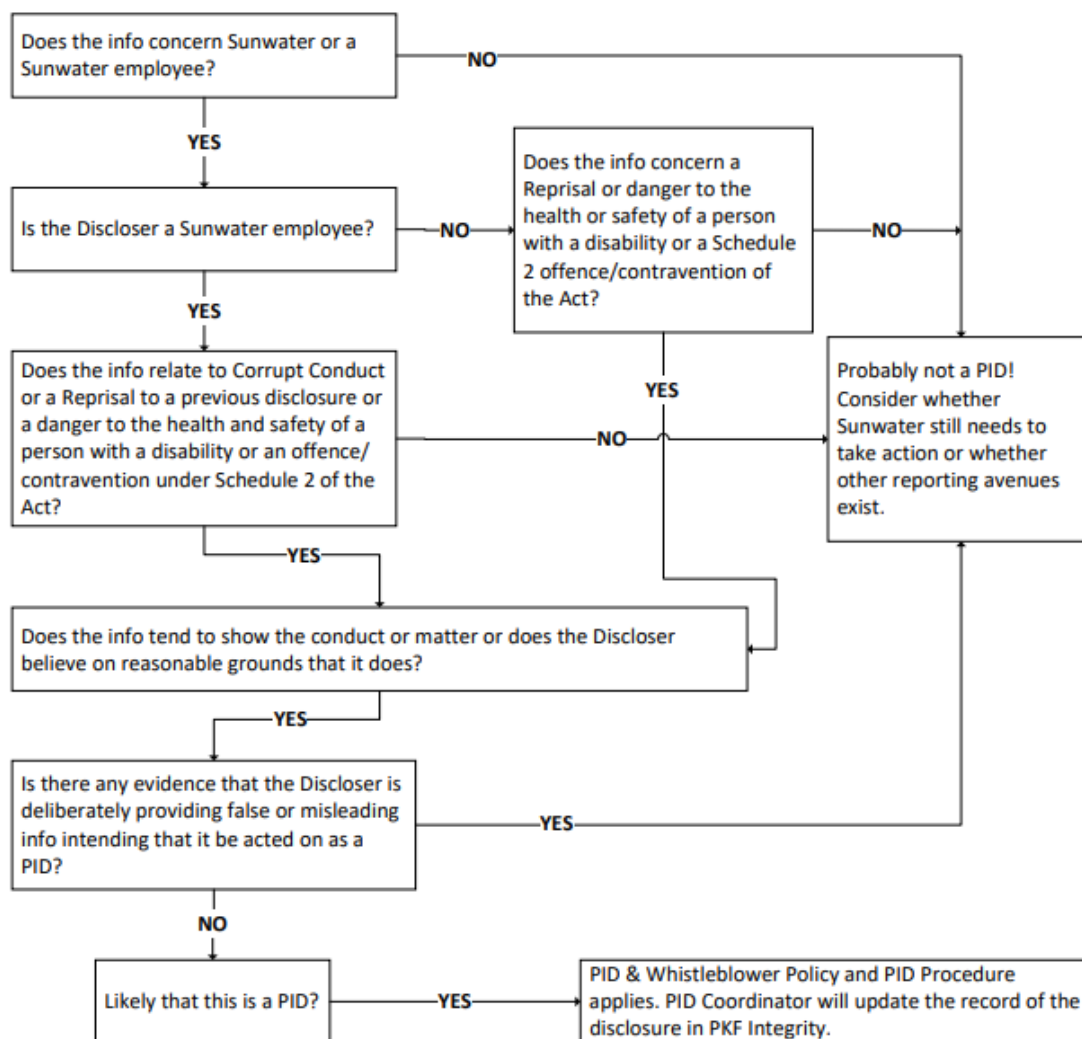 Does the info concern Sunwater or a
Sunwater employee?
NO
YES
Does the info concern a
Reprisal or danger to the
health or safety of a person
with a disability or a Schedule
2 offence/contravention of
the Act?
Is the Discloser a Sunwater employee?
NO
NO
YES
Does the info relate to Corrupt Conduct
or a Reprisal to a previous disclosure or
a danger to the health and safety of a
person with a disability or an offence/
contravention under Schedule 2 of the
Act?
YES
NO
Probably not a PID!
Consider whether
Sunwater still needs to
take action or whether
other reporting avenues
exist.
YES
Does the info tend to show the conduct or matter or does the Discloser
believe on reasonable grounds that it does?
YES
Is there any evidence that the Discloser is
deliberately providing false or misleading
info intending that it be acted on as a
PID?
YES
NO
Likely that this is a PID?
YES
PID & Whistleblower Policy and PID Procedure
applies. PID Coordinator will update the record of the
disclosure in PKF Integrity.